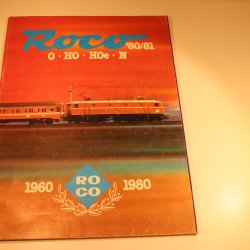 Roco '80/81
O · HO · HOe · N
1960 RO CO 1980